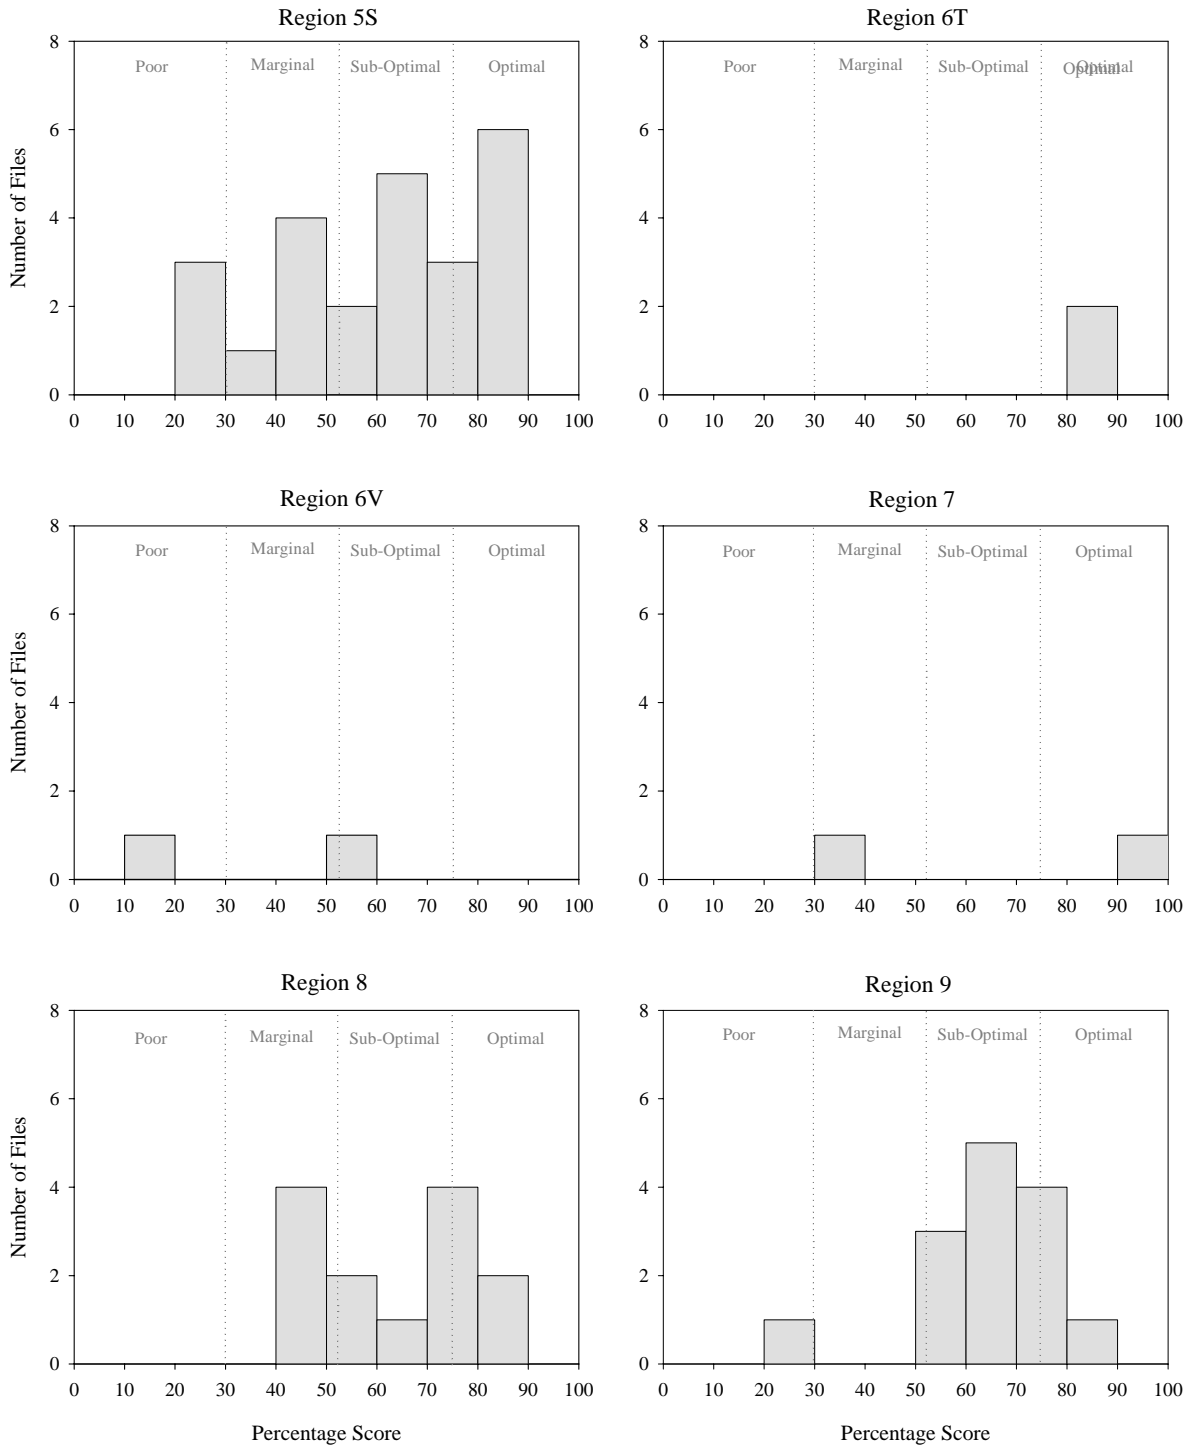 Region 5S
Poor Marginal Sub-Optimal Optimal
Number of Files
8
6
4
2
0
0 10 20 30 40 50 60 70 80 90 100
Region 6T
Poor Marginal Sub-Optimal Optimal Optimal
8
6
4
2
0
0 10 20 30 40 50 60 70 80 90 100
Region 6V
Poor Marginal Sub-Optimal Optimal
Number of Files
8
6
4
2
0
0 10 20 30 40 50 60 70 80 90 100
Region 7
Poor Marginal Sub-Optimal Optimal
8
6
4
2
0
0 10 20 30 40 50 60 70 80 90 100
Region 8
Poor Marginal Sub-Optimal Optimal
Number of Files
8
6
4
2
0
0 10 20 30 40 50 60 70 80 90 100
Percentage Score
Region 9
Poor Marginal Sub-Optimal Optimal
8
6
4
2
0
0 10 20 30 40 50 60 70 80 90 100
Percentage Score